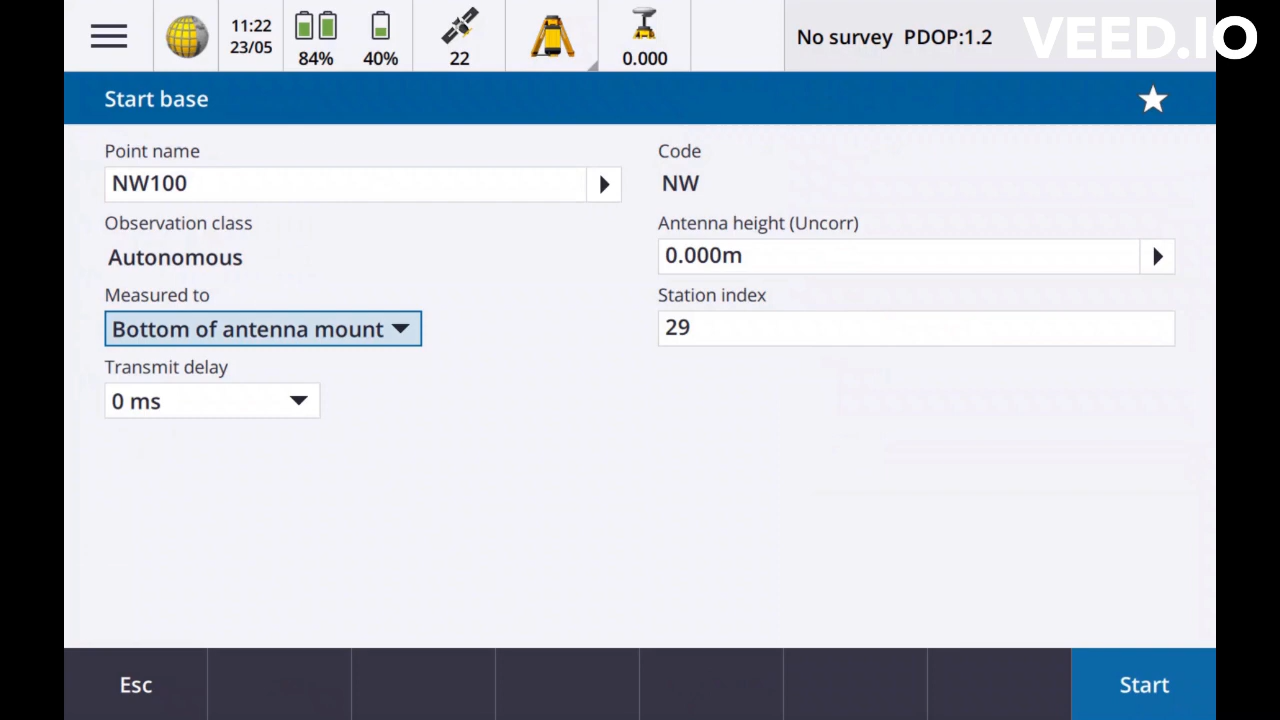 11:22
23/05
84%
40%
22
0.000
No survey PDOP:1.2
VEED.IO
Start base
Point name
NW100
Code
NW
Observation class
Autonomous
Antenna height (Uncorr)
0.000m
Measured to
Bottom of antenna mount
Station index
29
Transmit delay
0 ms
Esc
Start